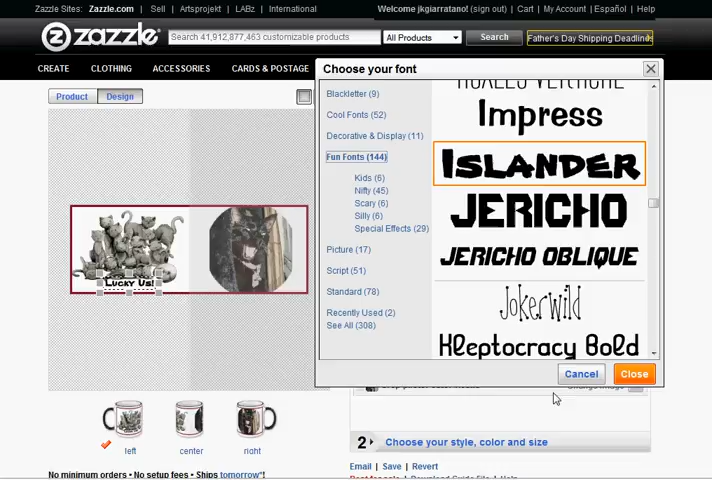 Zazzle Sites: Zazzle.com | Sell | Artsprojekt | LABz | International
Welcome jkgiarratano! (sign out) | Cart | My Account | Español | Help
zazzle
Search 41,912,877,463 customizable products
All Products
Search
Father's Day Shipping Deadlines
CREATE CLOTHING ACCESSORIES CARDS & POSTAGE
Choose your font
Product Design
Blackletter (9)
Cool Fonts (52)
Decorative & Display (11)
Fun Fonts (144)
Kids (6)
Nifty (45)
Scary (6)
Silly (6)
Special Effects (29)
Picture (17)
Script (51)
Standard (78)
Recently Used (2)
See All (308)
Impress
Islander
Jericho
Jericho Oblique
Jokerwild
Kleptocracy Bold
Cancel Close
Lucky Us!
left center right
2 Choose your style, color and size
Email | Save | Revert
No minimum orders • No setup fees • Ships tomorrow*!